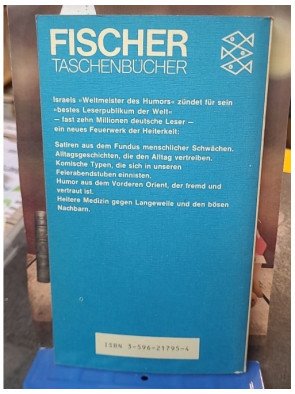 FISCHER
TASCHENBÜCHER
Israels »Weltmeister des Humors« zündet für sein
»bestes Leserpublikum der Welt«
— fast zehn Millionen deutsche Leser —
ein neues Feuerwerk der Heiterkeit:
Satiren aus dem Fundus menschlicher Schwächen.
Alltagsgeschichten, die den Alltag vertreiben.
Komische Typen, die sich in unseren
Feierabendstuben einnisten.
Humor aus dem Vorderen Orient, der fremd und
vertraut ist.
Heitere Medizin gegen Langeweile und den bösen
Nachbarn.
ISBN 3-596-21795-4